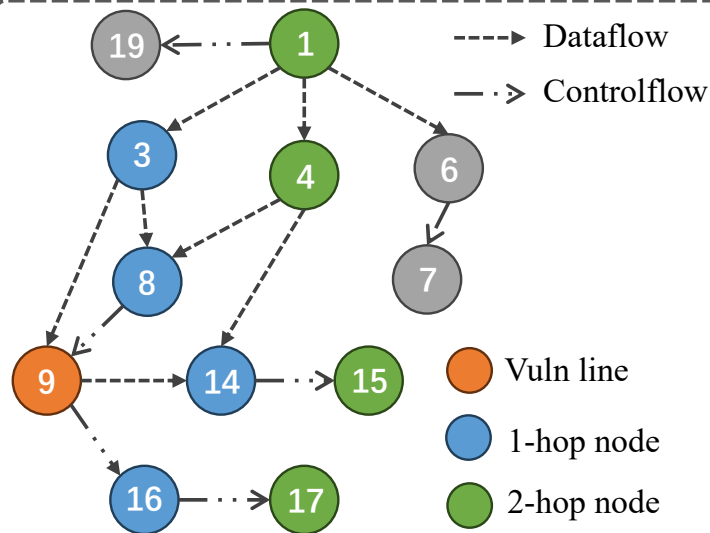 19
1
Dataflow
Controlflow
3
4
6
8
7
9
14
15
Vuln line
1-hop node
16
17
2-hop node